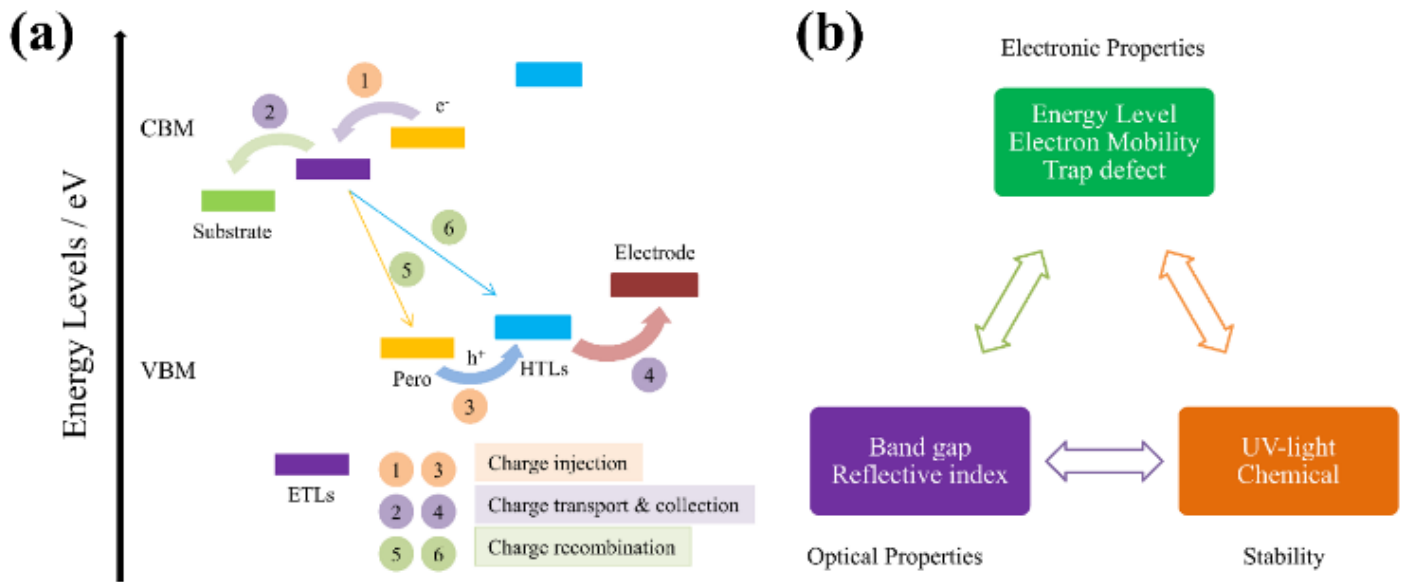 (a)
Energy Levels / eV
CBM
VBM
1
2
e-
Substrate
6
5
Electrode
h+
Pero
HTLs
3
4
ETLs
1 3 Charge injection
2 4 Charge transport & collection
5 6 Charge recombination
(b)
Electronic Properties
Energy Level
Electron Mobility
Trap defect
Band gap
Reflective index
UV-light
Chemical
Optical Properties
Stability